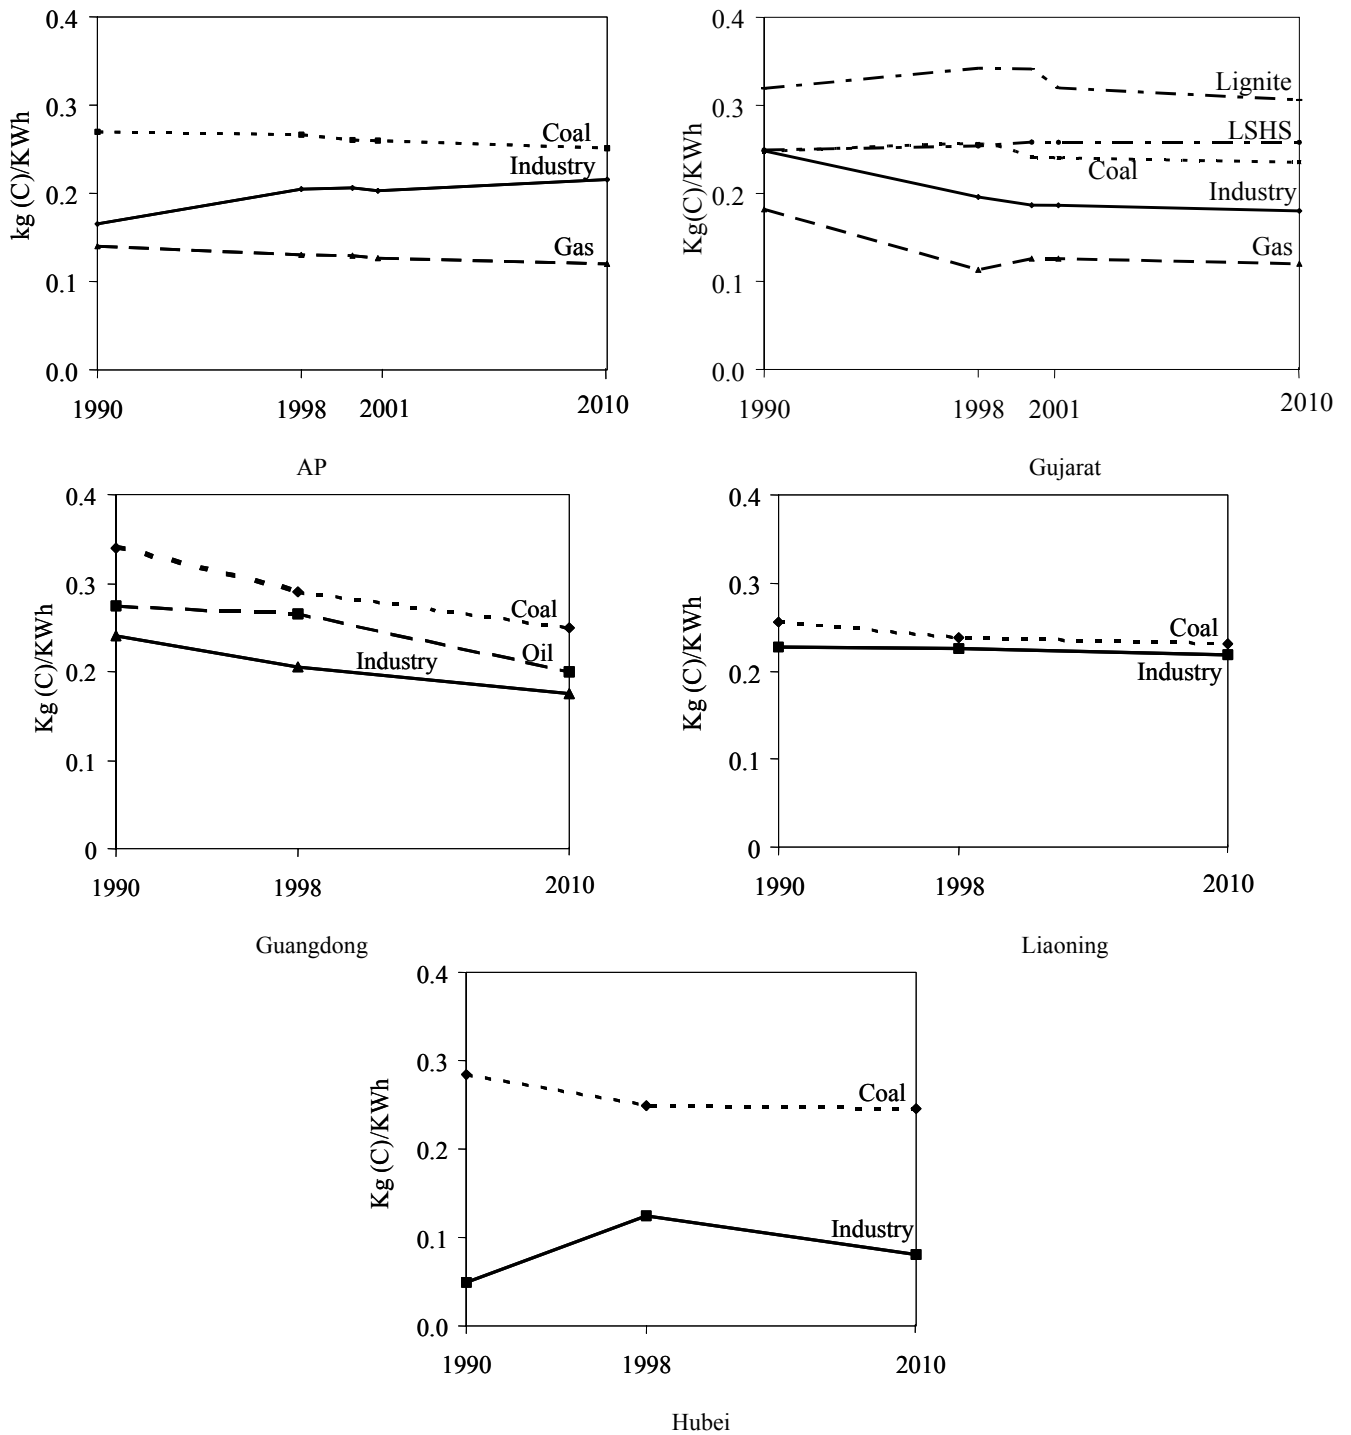 0.4
0.3
0.2
0.1
0.0
kg (C)/KWh
Coal
Industry
Gas
1990
1998
2001
2010
AP
0.4
0.3
0.2
0.1
0.0
Kg(C)/KWh
Lignite
LSHS
Coal
Industry
Gas
1990
1998
2001
2010
Gujarat
0.4
0.3
0.2
0.1
0
Kg (C)/KWh
Coal
Oil
Industry
1990
1998
2010
Guangdong
0.4
0.3
0.2
0.1
0
Kg (C)/KWh
Coal
Industry
1990
1998
2010
Liaoning
0.4
0.3
0.2
0.1
0.0
Kg (C)/KWh
Coal
Industry
1990
1998
2010
Hubei